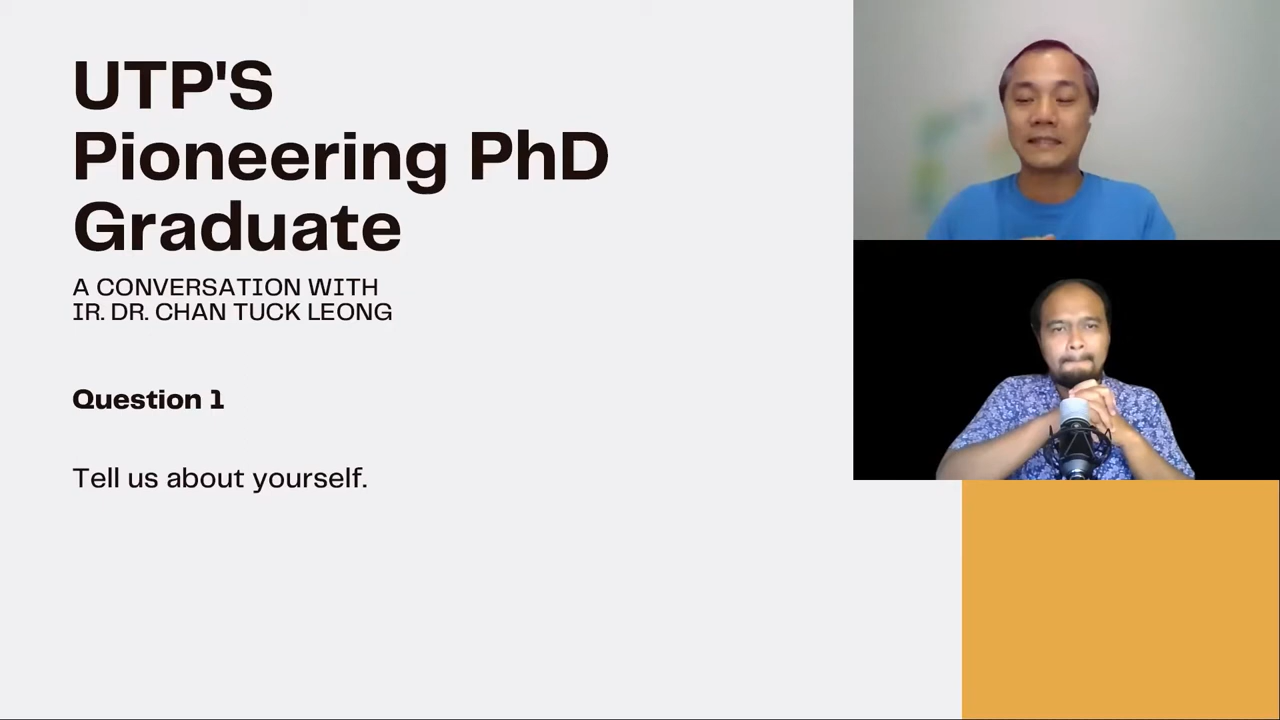 UTP'S
Pioneering PhD
Graduate
A CONVERSATION WITH
IR. DR. CHAN TUCK LEONG
Question 1
Tell us about yourself.